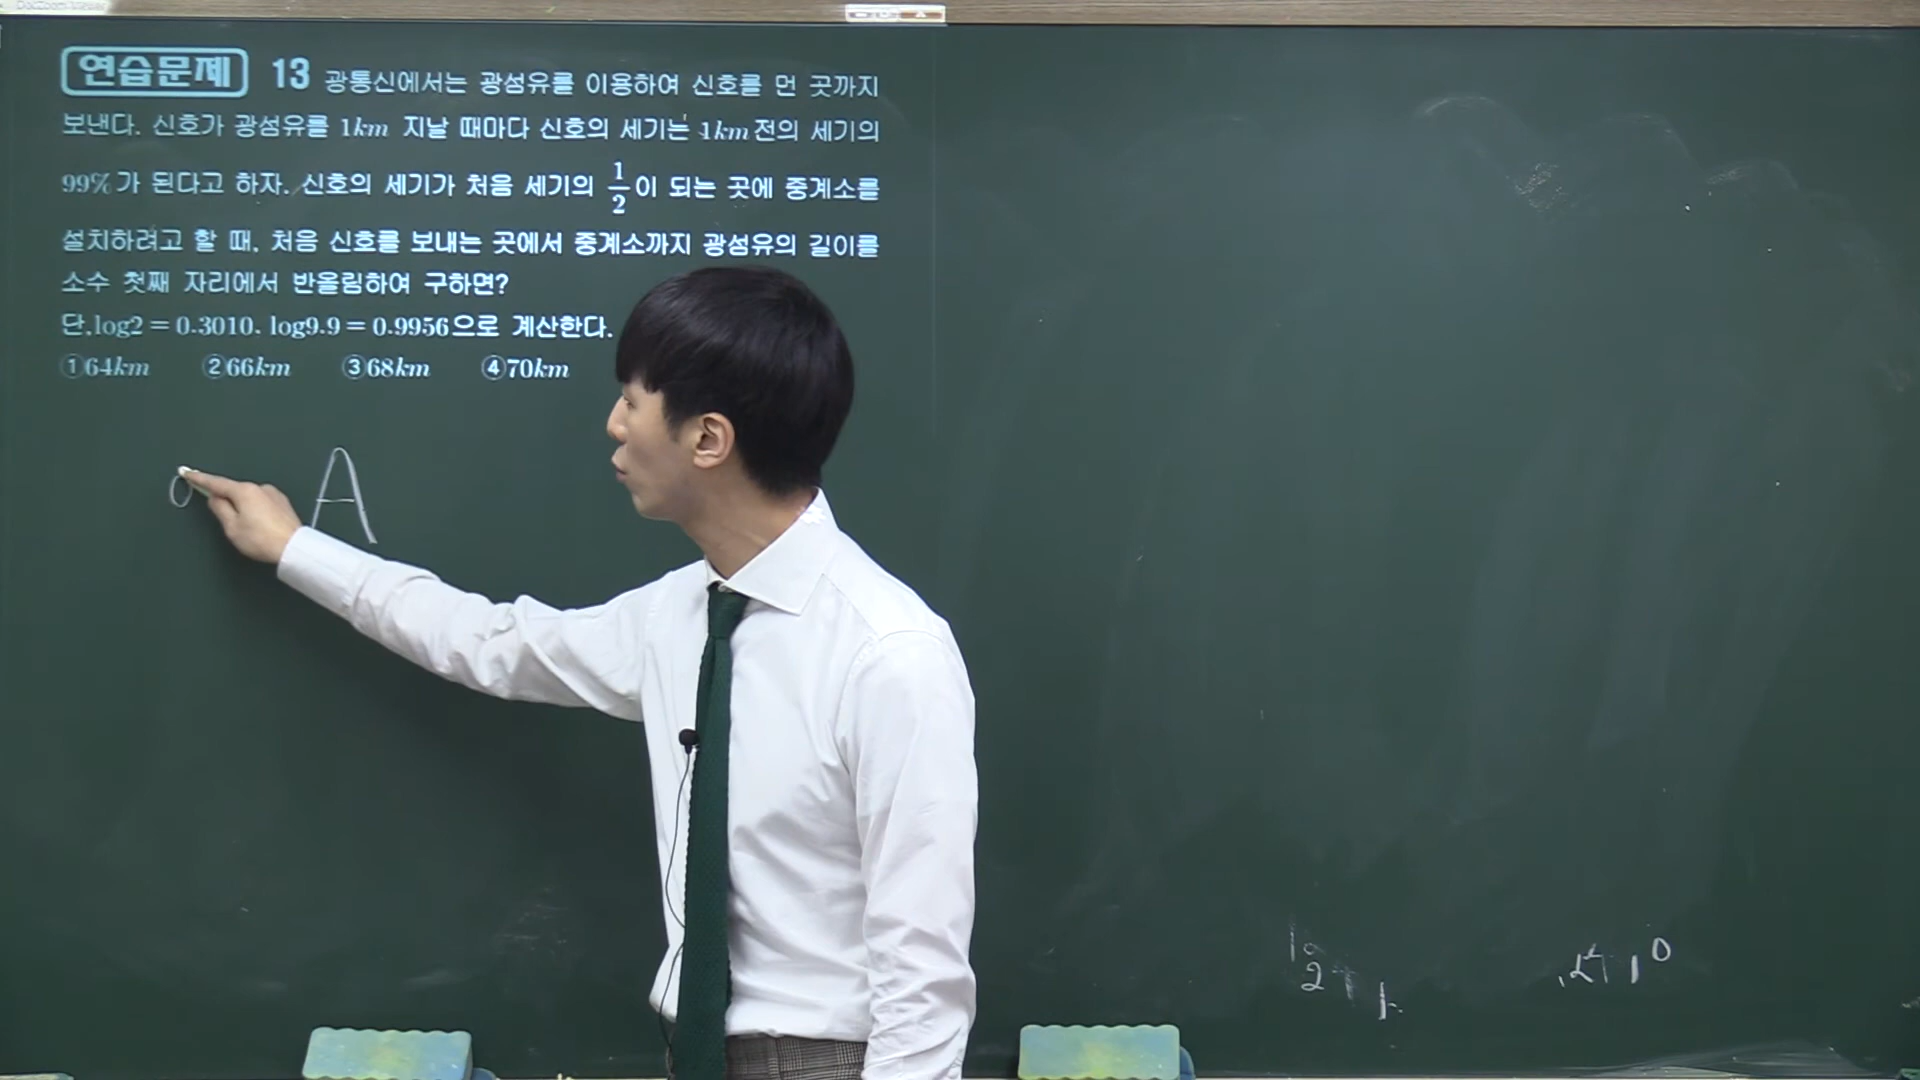 연습문제 13 광통신에서는 광섬유를 이용하여 신호를 먼 곳까지
보낸다. 신호가 광섬유를 1km 지날 때마다 신호의 세기는 1km전의 세기의
99%가 된다고 하자. 신호의 세기가 처음 세기의 1/2이 되는 곳에 중계소를
설치하려고 할 때, 처음 신호를 보내는 곳에서 중계소까지 광섬유의 길이를
소수 첫째 자리에서 반올림하여 구하면?
단, log2 = 0.3010, log9.9 = 0.9956으로 계산한다.
①64km ②66km ③68km ④70km
0 A